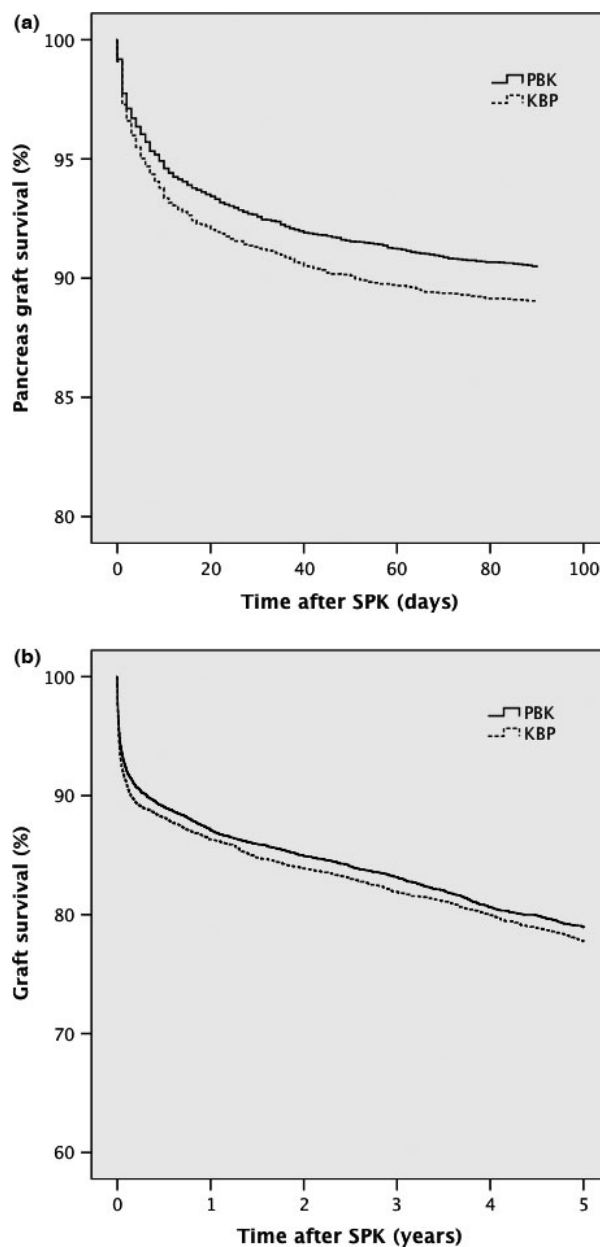 (a)
100
95
90
85
80
Pancreas graft survival (%)
PBK
KBP
0 20 40 60 80 100
Time after SPK (days)
(b)
100
90
80
70
60
Graft survival (%)
PBK
KBP
0 1 2 3 4 5
Time after SPK (years)